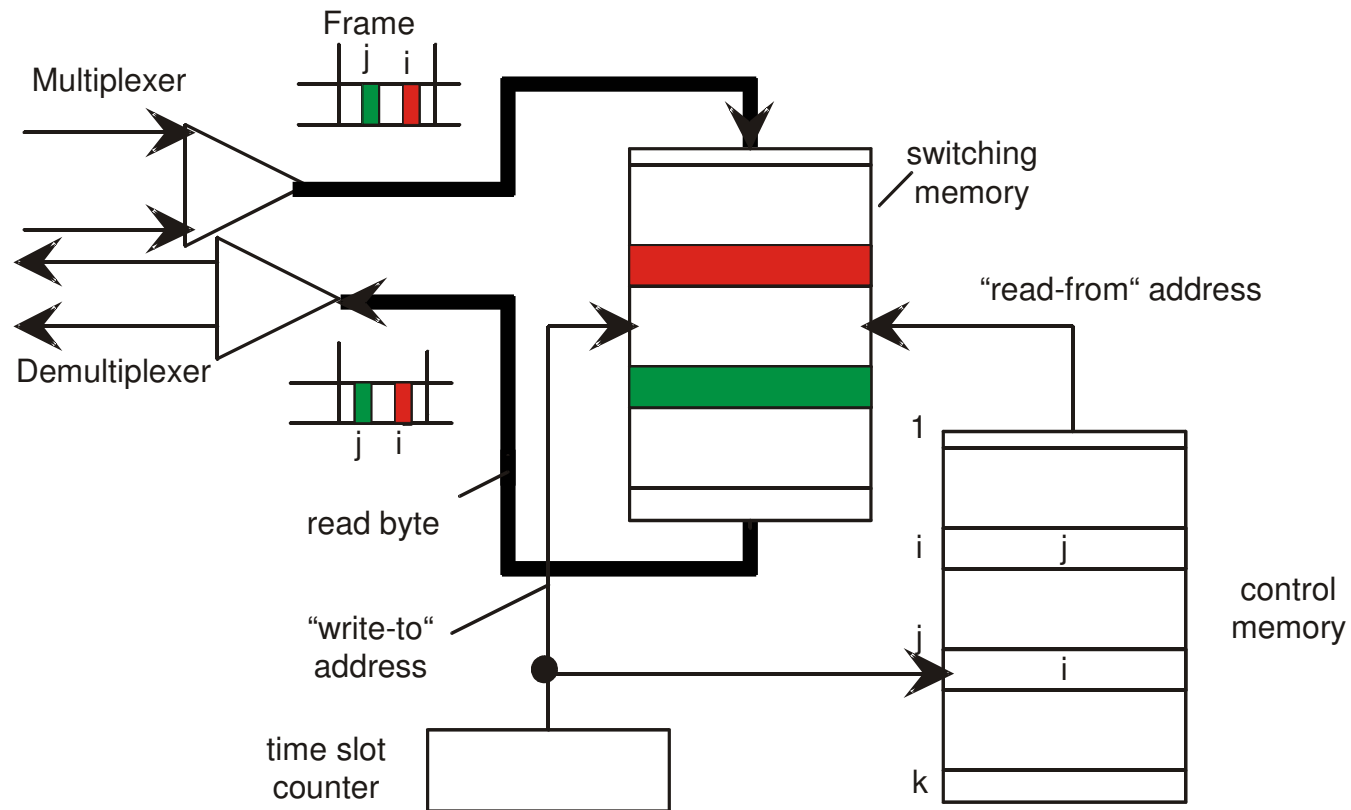 Frame
j i
Multiplexer
switching
memory
“read-from“ address
Demultiplexer
j i
1
read byte
i j
control
memory
“write-to“
address
j
i
time slot
counter
k